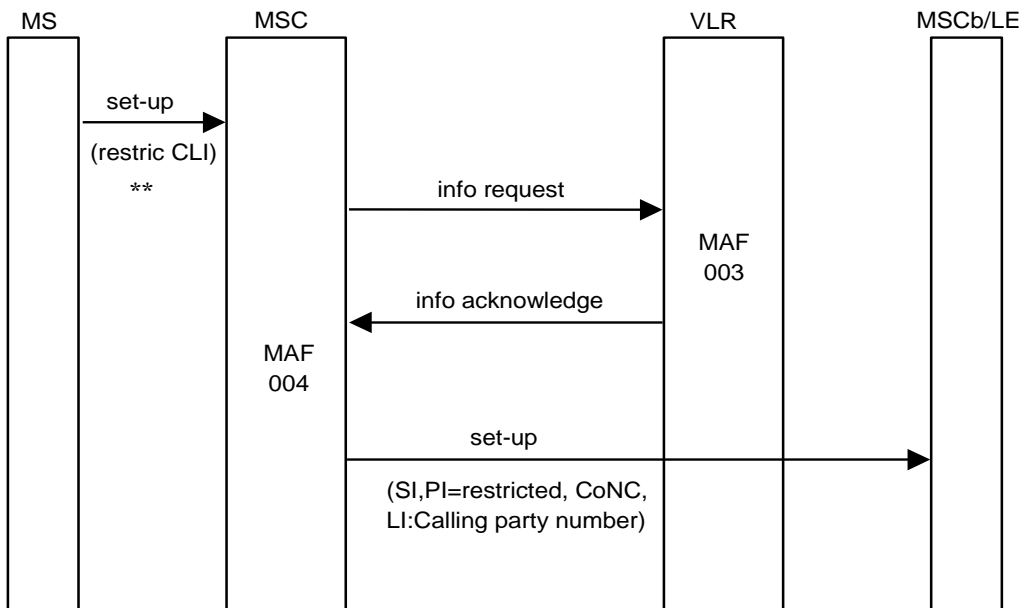 MS
MSC
VLR
MSCb/LE
set-up
(restric CLI)
**
info request
MAF
003
info acknowledge
MAF
004
set-up
(SI,PI=restricted, CoNC,
LI:Calling party number)